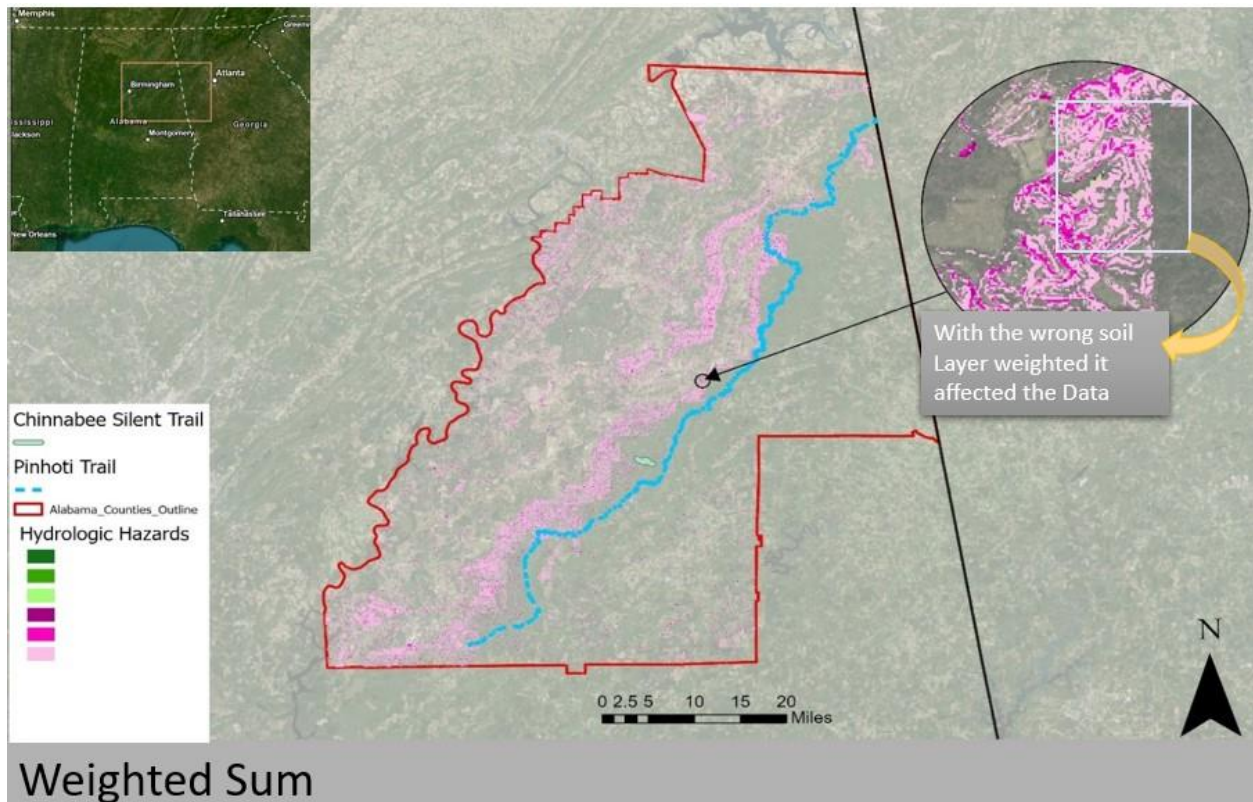 Memphis
Greenv
Birmingham
Atlanta
ississippi
Alabama
Georgia
Jackson
Montgomery
Tallahassee
New Orleans
With the wrong soil
Layer weighted it
affected the Data
Chinnabee Silent Trail
Pinhoti Trail
Alabama_Counties_Outline
Hydrologic Hazards
N
0 2.5 5 10 15 20
Miles
Weighted Sum